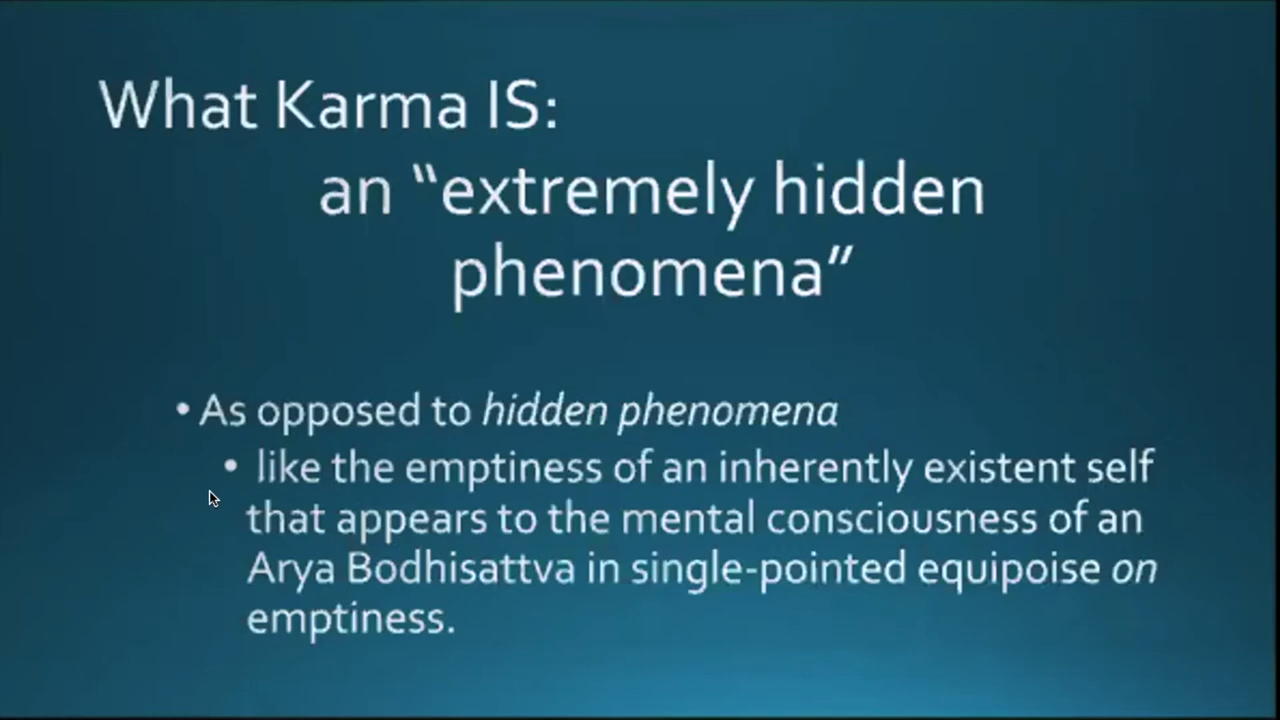 What Karma IS:
an “extremely hidden
phenomena”
• As opposed to hidden phenomena
• like the emptiness of an inherently existent self
that appears to the mental consciousness of an
Arya Bodhisattva in single-pointed equipoise on
emptiness.